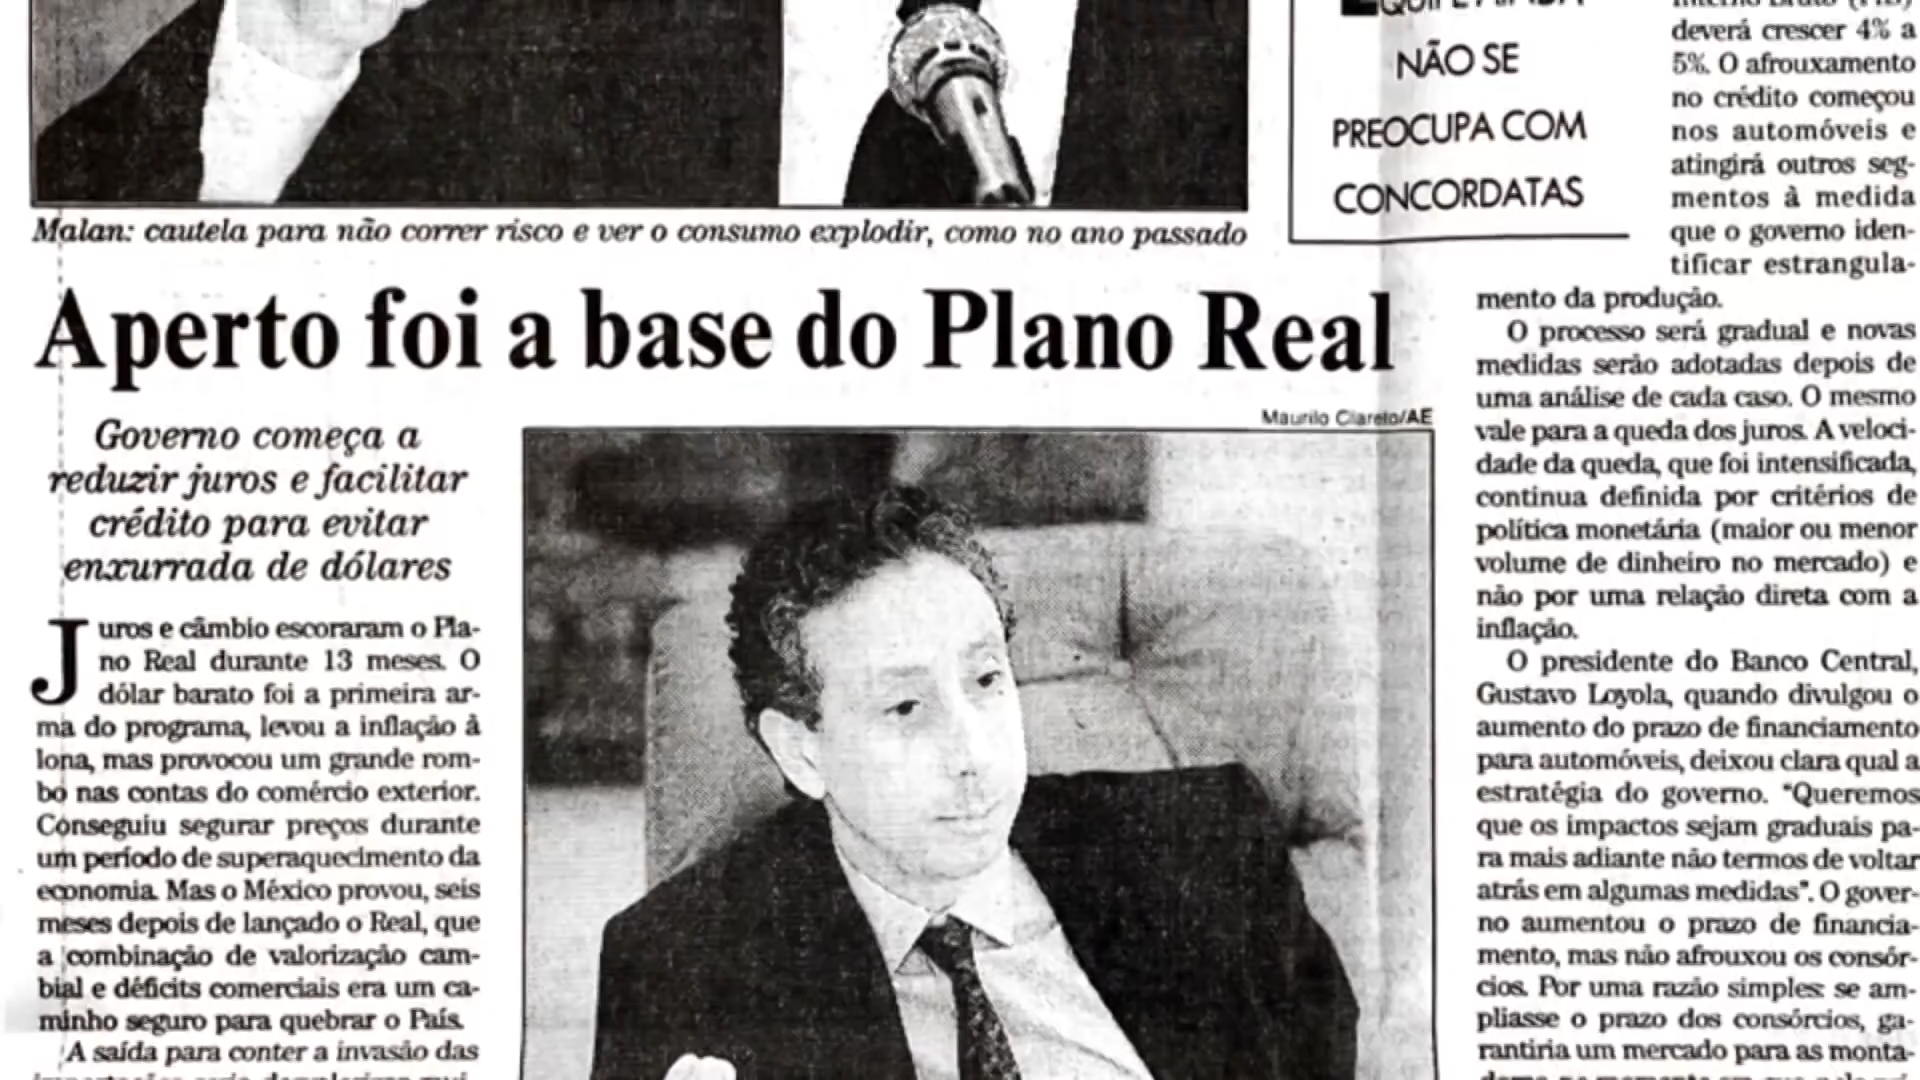 NÃO SE
PREOCUPA COM
CONCORDATAS
Malan: cautela para não correr risco e ver o consumo explodir, como no ano passado
Aperto foi a base do Plano Real
Governo começa a
reduzir juros e facilitar
crédito para evitar
enxurrada de dólares
Maurilo Clareto/AE
Juros e câmbio escoraram o Pla-
no Real durante 13 meses. O
dólar barato foi a primeira ar-
ma do programa, levou a inflação à
lona, mas provocou um grande rom-
bo nas contas do comércio exterior.
Conseguiu segurar preços durante
um período de superaquecimento da
economia. Mas o México provou, seis
meses depois de lançado o Real, que
a combinação de valorização cam-
bial e déficits comerciais era um ca-
minho seguro para quebrar o País.
A saída para conter a invasão das
deverá crescer 4% a
5%. O afrouxamento
no crédito começou
nos automóveis e
atingirá outros seg-
mentos à medida
que o governo iden-
tificar estrangula-
mento da produção.
O processo será gradual e novas
medidas serão adotadas depois de
uma análise de cada caso. O mesmo
vale para a queda dos juros. A veloci-
dade da queda, que foi intensificada,
continua definida por critérios de
política monetária (maior ou menor
volume de dinheiro no mercado) e
não por uma relação direta com a
inflação.
O presidente do Banco Central,
Gustavo Loyola, quando divulgou o
aumento do prazo de financiamento
para automóveis, deixou clara qual a
estratégia do governo. "Queremos
que os impactos sejam graduais pa-
ra mais adiante não termos de voltar
atrás em algumas medidas". O gover-
no aumentou o prazo de financia-
mento, mas não afrouxou os consór-
cios. Por uma razão simples: se am-
pliasse o prazo dos consórcios, ga-
rantiria um mercado para as monta-